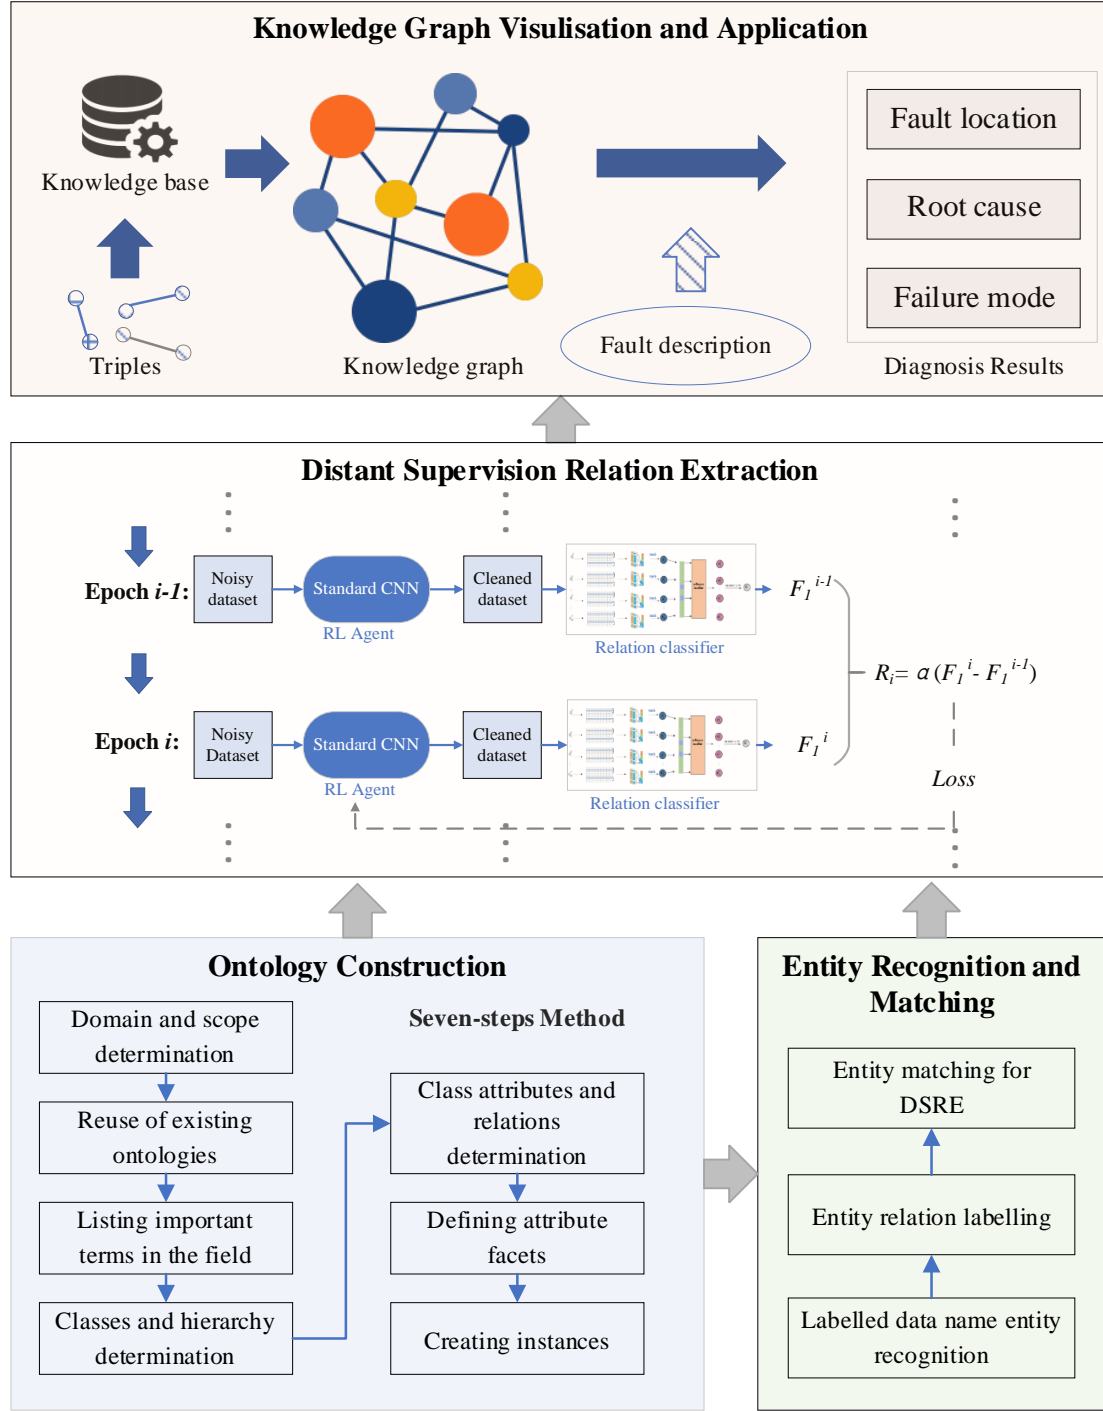 Knowledge Graph Visulisation and Application
Knowledge base
Triples
Knowledge graph
Fault description
Fault location
Root cause
Failure mode
Diagnosis Results
Distant Supervision Relation Extraction
Epoch i-1:
Noisy
dataset
Standard CNN
RL Agent
Cleaned
dataset
Relation classifier
F₁ⁱ⁻¹
Rᵢ= α(F₁ⁱ- F₁ⁱ⁻¹)
Epoch i:
Noisy
Dataset
Standard CNN
RL Agent
Cleaned
dataset
Relation classifier
F₁ⁱ
Loss
Ontology Construction
Seven-steps Method
Domain and scope
determination
Reuse of existing
ontologies
Listing important
terms in the field
Classes and hierarchy
determination
Class attributes and
relations
determination
Defining attribute
facets
Creating instances
Entity Recognition and
Matching
Entity matching for
DSRE
Entity relation labelling
Labelled data name entity
recognition